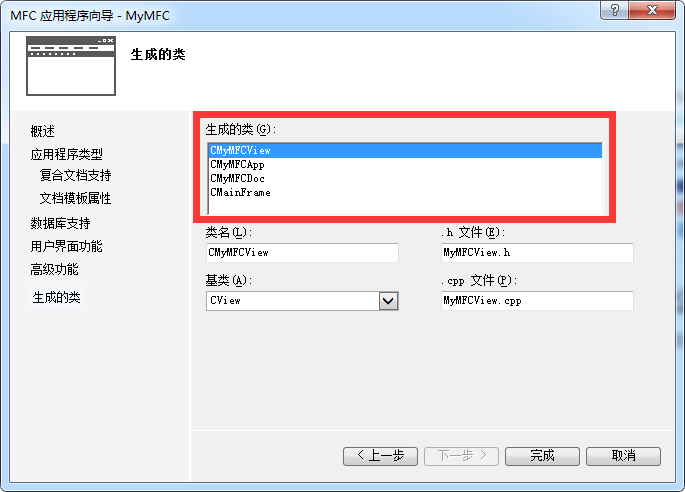 MFC 应用程序向导 - MyMFC
生成的类
概述
应用程序类型
复合文档支持
文档模板属性
数据库支持
用户界面功能
高级功能
生成的类
生成的类(G):
CMyMFCView
CMyMFCApp
CMyMFCDoc
CMainFrame
类名(L):
.h 文件(E):
CMyMFCView
MyMFCView.h
基类(A):
.cpp 文件(P):
CView
MyMFCView.cpp
< 上一步
下一步 >
完成
取消